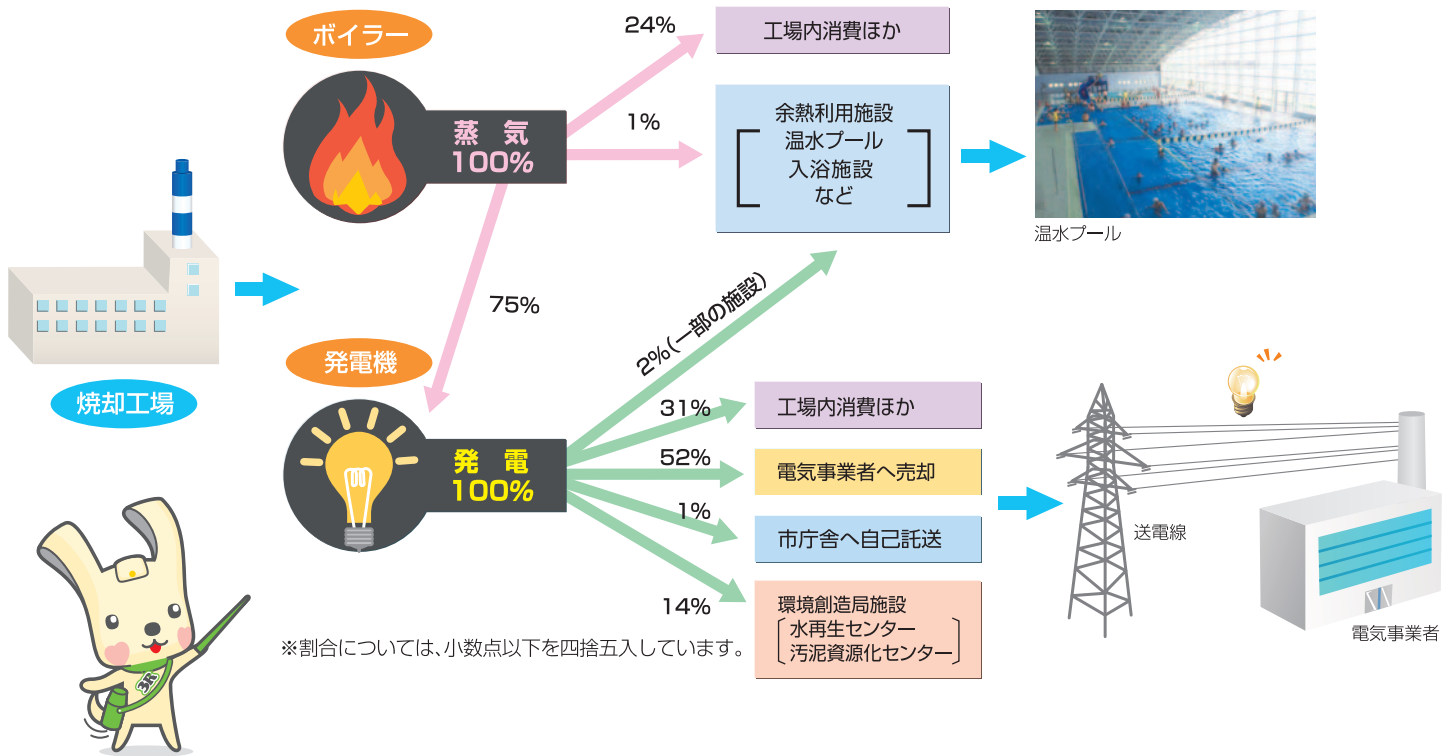 ボイラー
蒸気
100%
24%
工場内消費ほか
1%
余熱利用施設
温水プール
入浴施設
など
温水プール
75%
焼却工場
発電機
発電
100%
2%(一部の施設)
31%
工場内消費ほか
52%
電気事業者へ売却
1%
市庁舎へ自己託送
14%
環境創造局施設
水再生センター
汚泥資源化センター
送電線
電気事業者
※割合については、小数点以下を四捨五入しています。
3R